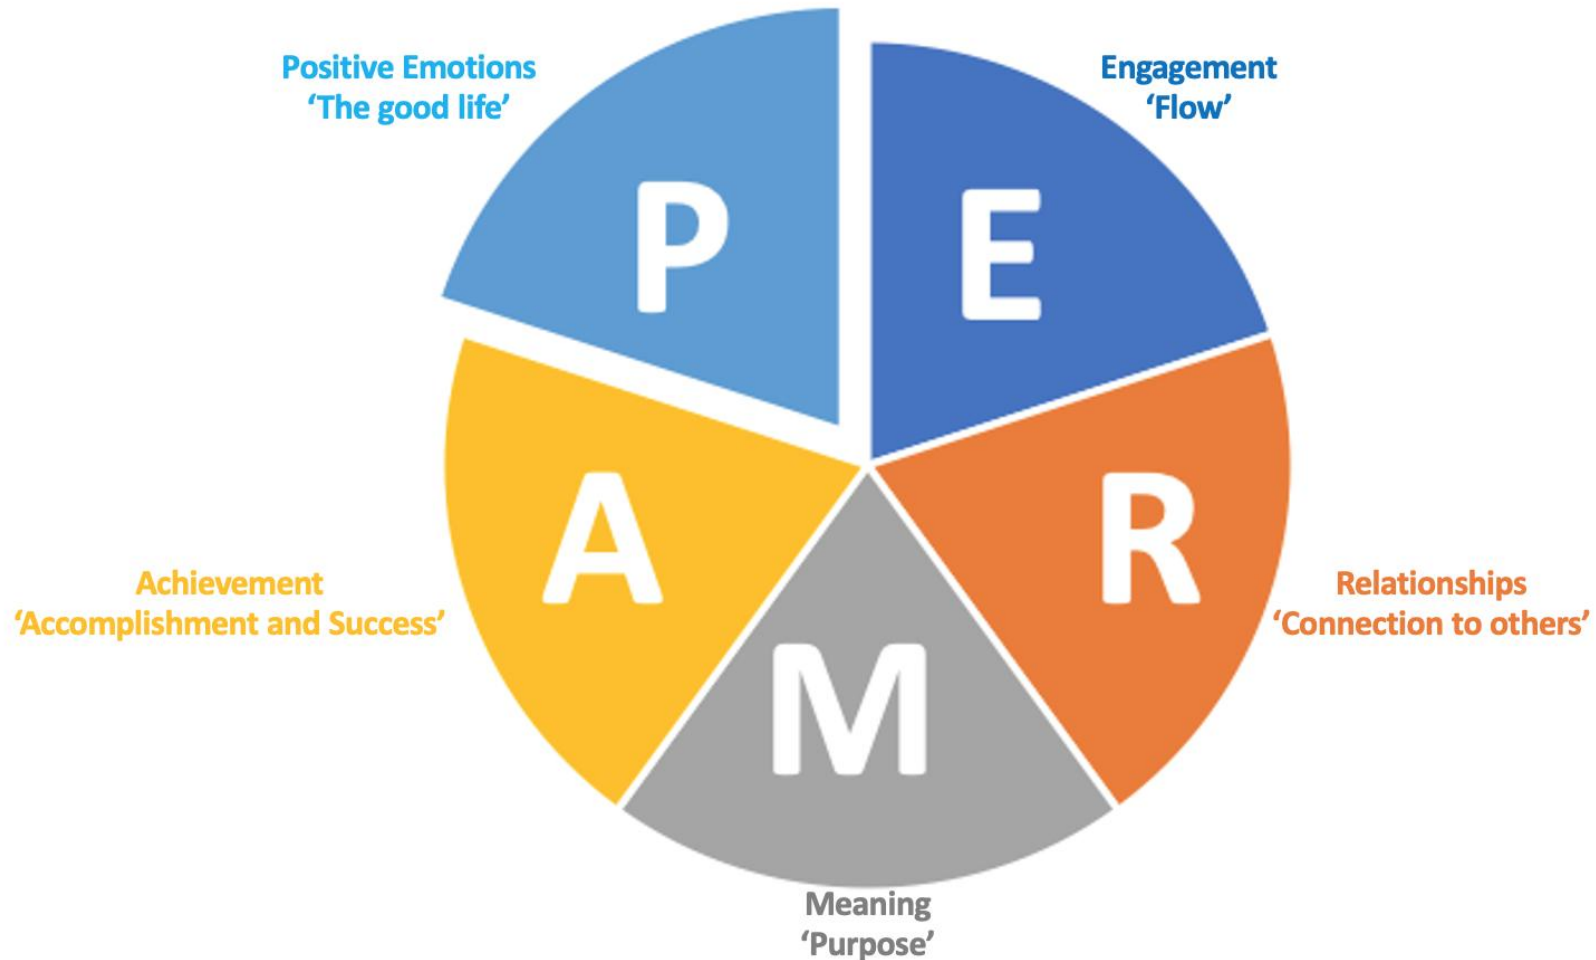 Positive Emotions
‘The good life’
Engagement
‘Flow’
P
E
A
R
M
Achievement
‘Accomplishment and Success’
Relationships
‘Connection to others’
Meaning
‘Purpose’